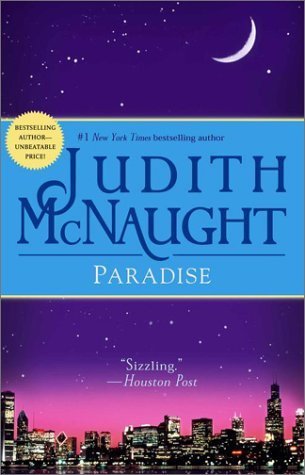 BESTSELLING
AUTHOR—
UNBEATABLE
PRICE!
#1 New York Times bestselling author
JUDITH
MCNAUGHT
PARADISE
“Sizzling.”
—Houston Post